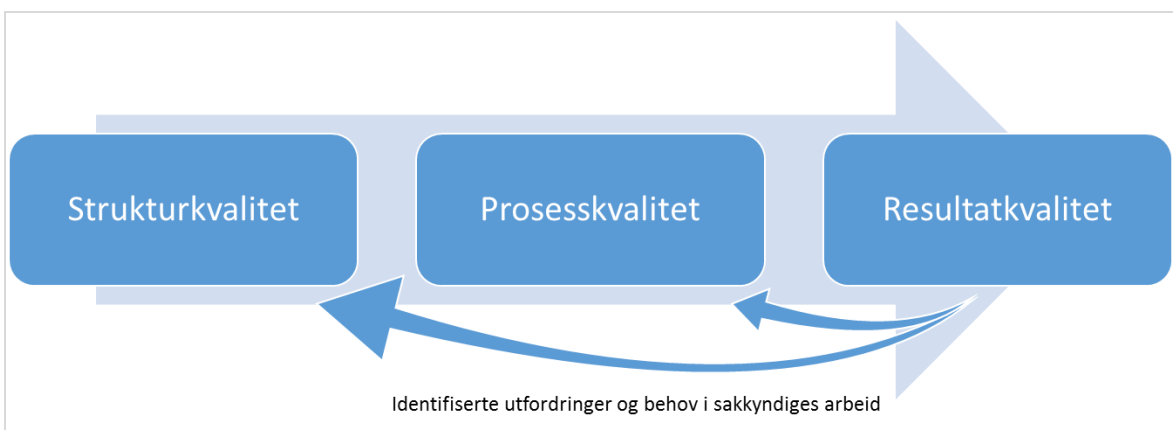 Strukturkvalitet
Prosesskvalitet
Resultatkvalitet
Identifiserte utfordringer og behov i sakkyndiges arbeid